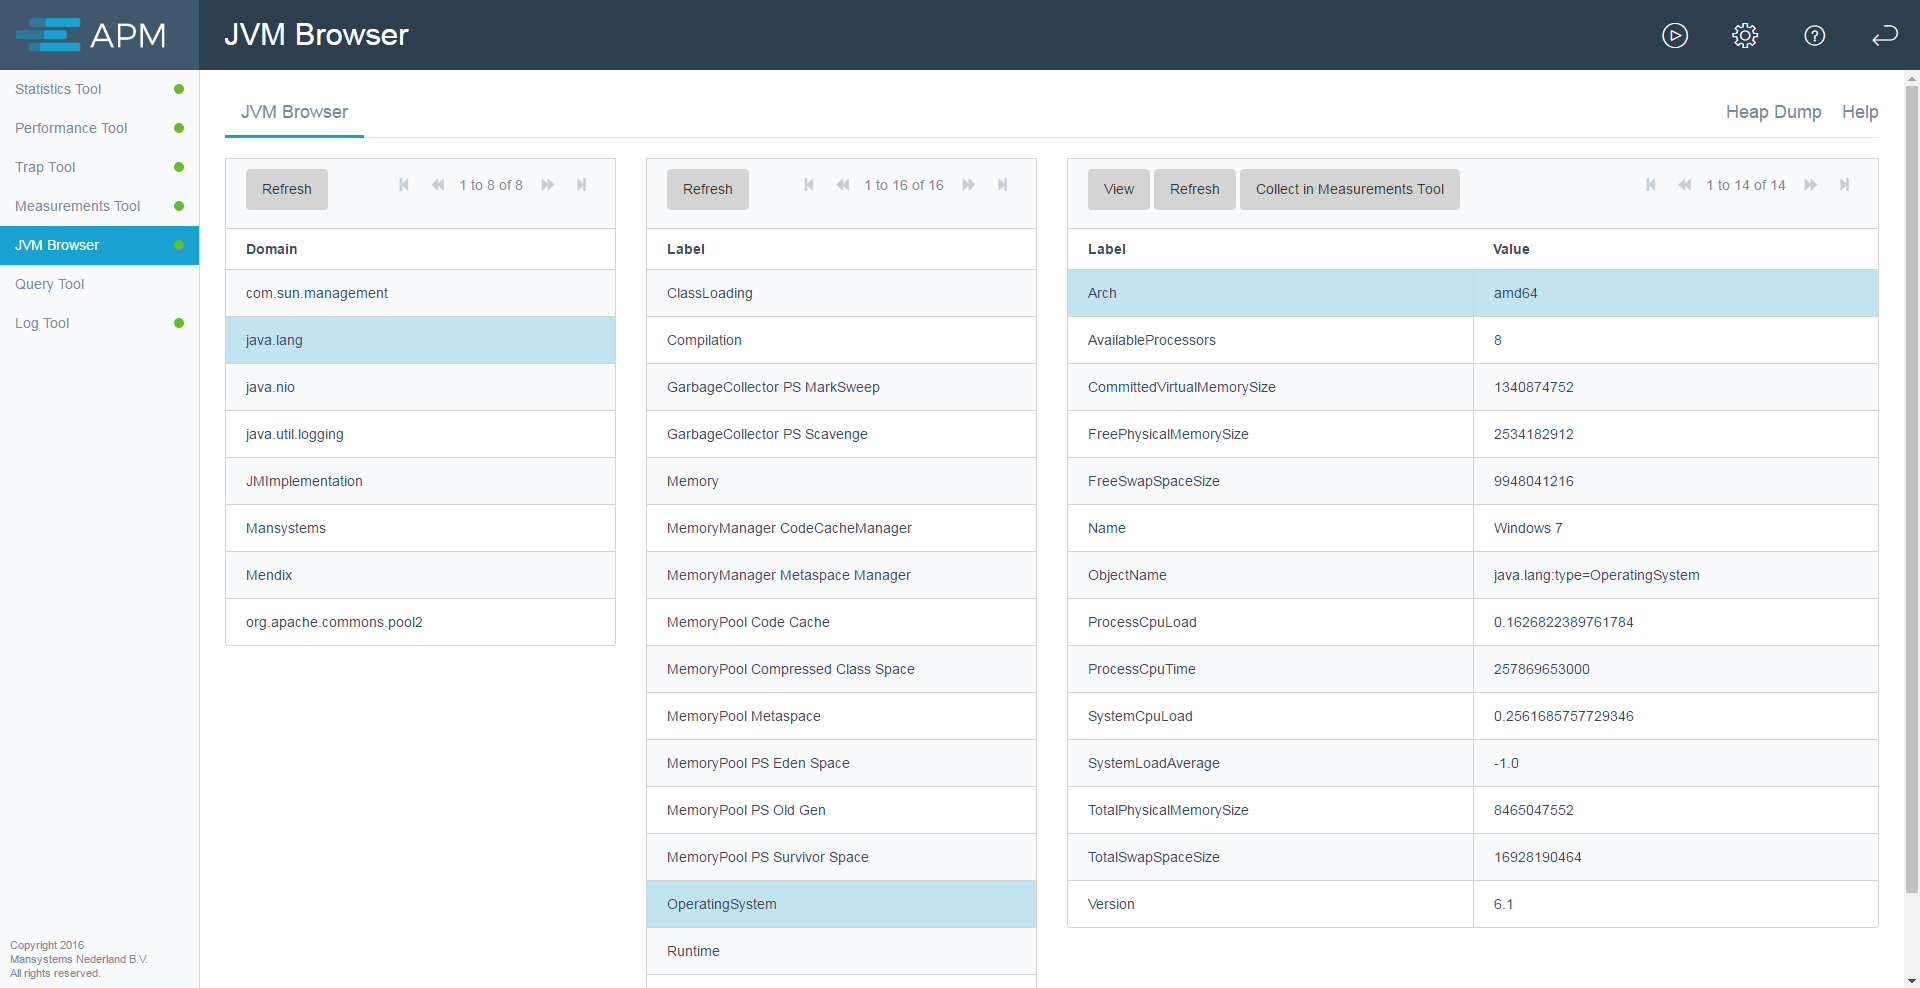 APM
JVM Browser
Statistics Tool
Performance Tool
Trap Tool
Measurements Tool
JVM Browser
Query Tool
Log Tool
Copyright 2016
Mansystems Nederland B.V.
All rights reserved.
JVM Browser
Heap Dump Help
Refresh 1 to 8 of 8
Domain
com.sun.management
java.lang
java.nio
java.util.logging
JMImplementation
Mansystems
Mendix
org.apache.commons.pool2
Refresh 1 to 16 of 16
Label
ClassLoading
Compilation
GarbageCollector PS MarkSweep
GarbageCollector PS Scavenge
Memory
MemoryManager CodeCacheManager
MemoryManager Metaspace Manager
MemoryPool Code Cache
MemoryPool Compressed Class Space
MemoryPool Metaspace
MemoryPool PS Eden Space
MemoryPool PS Old Gen
MemoryPool PS Survivor Space
OperatingSystem
Runtime
View Refresh Collect in Measurements Tool 1 to 14 of 14
Label Value
Arch amd64
AvailableProcessors 8
CommittedVirtualMemorySize 1340874752
FreePhysicalMemorySize 2534182912
FreeSwapSpaceSize 9948041216
Name Windows 7
ObjectName java.lang:type=OperatingSystem
ProcessCpuLoad 0.1626822389761784
ProcessCpuTime 257869653000
SystemCpuLoad 0.2561685757729346
SystemLoadAverage -1.0
TotalPhysicalMemorySize 8465047552
TotalSwapSpaceSize 16928190464
Version 6.1